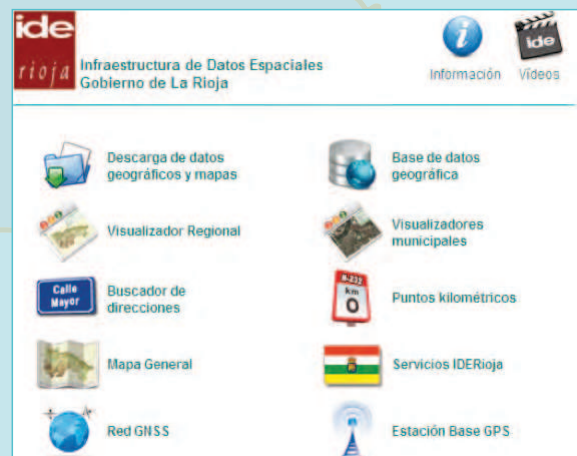 ide
rioja
Infraestructura de Datos Espaciales
Gobierno de La Rioja
Información
ide
Vídeos
Descarga de datos
geográficos y mapas
Base de datos
geográfica
Visualizador Regional
Visualizadores
municipales
Calle
Mayor
Buscador de
direcciones
N-232
km
0
Puntos kilométricos
Mapa General
Servicios IDERioja
Red GNSS
Estación Base GPS